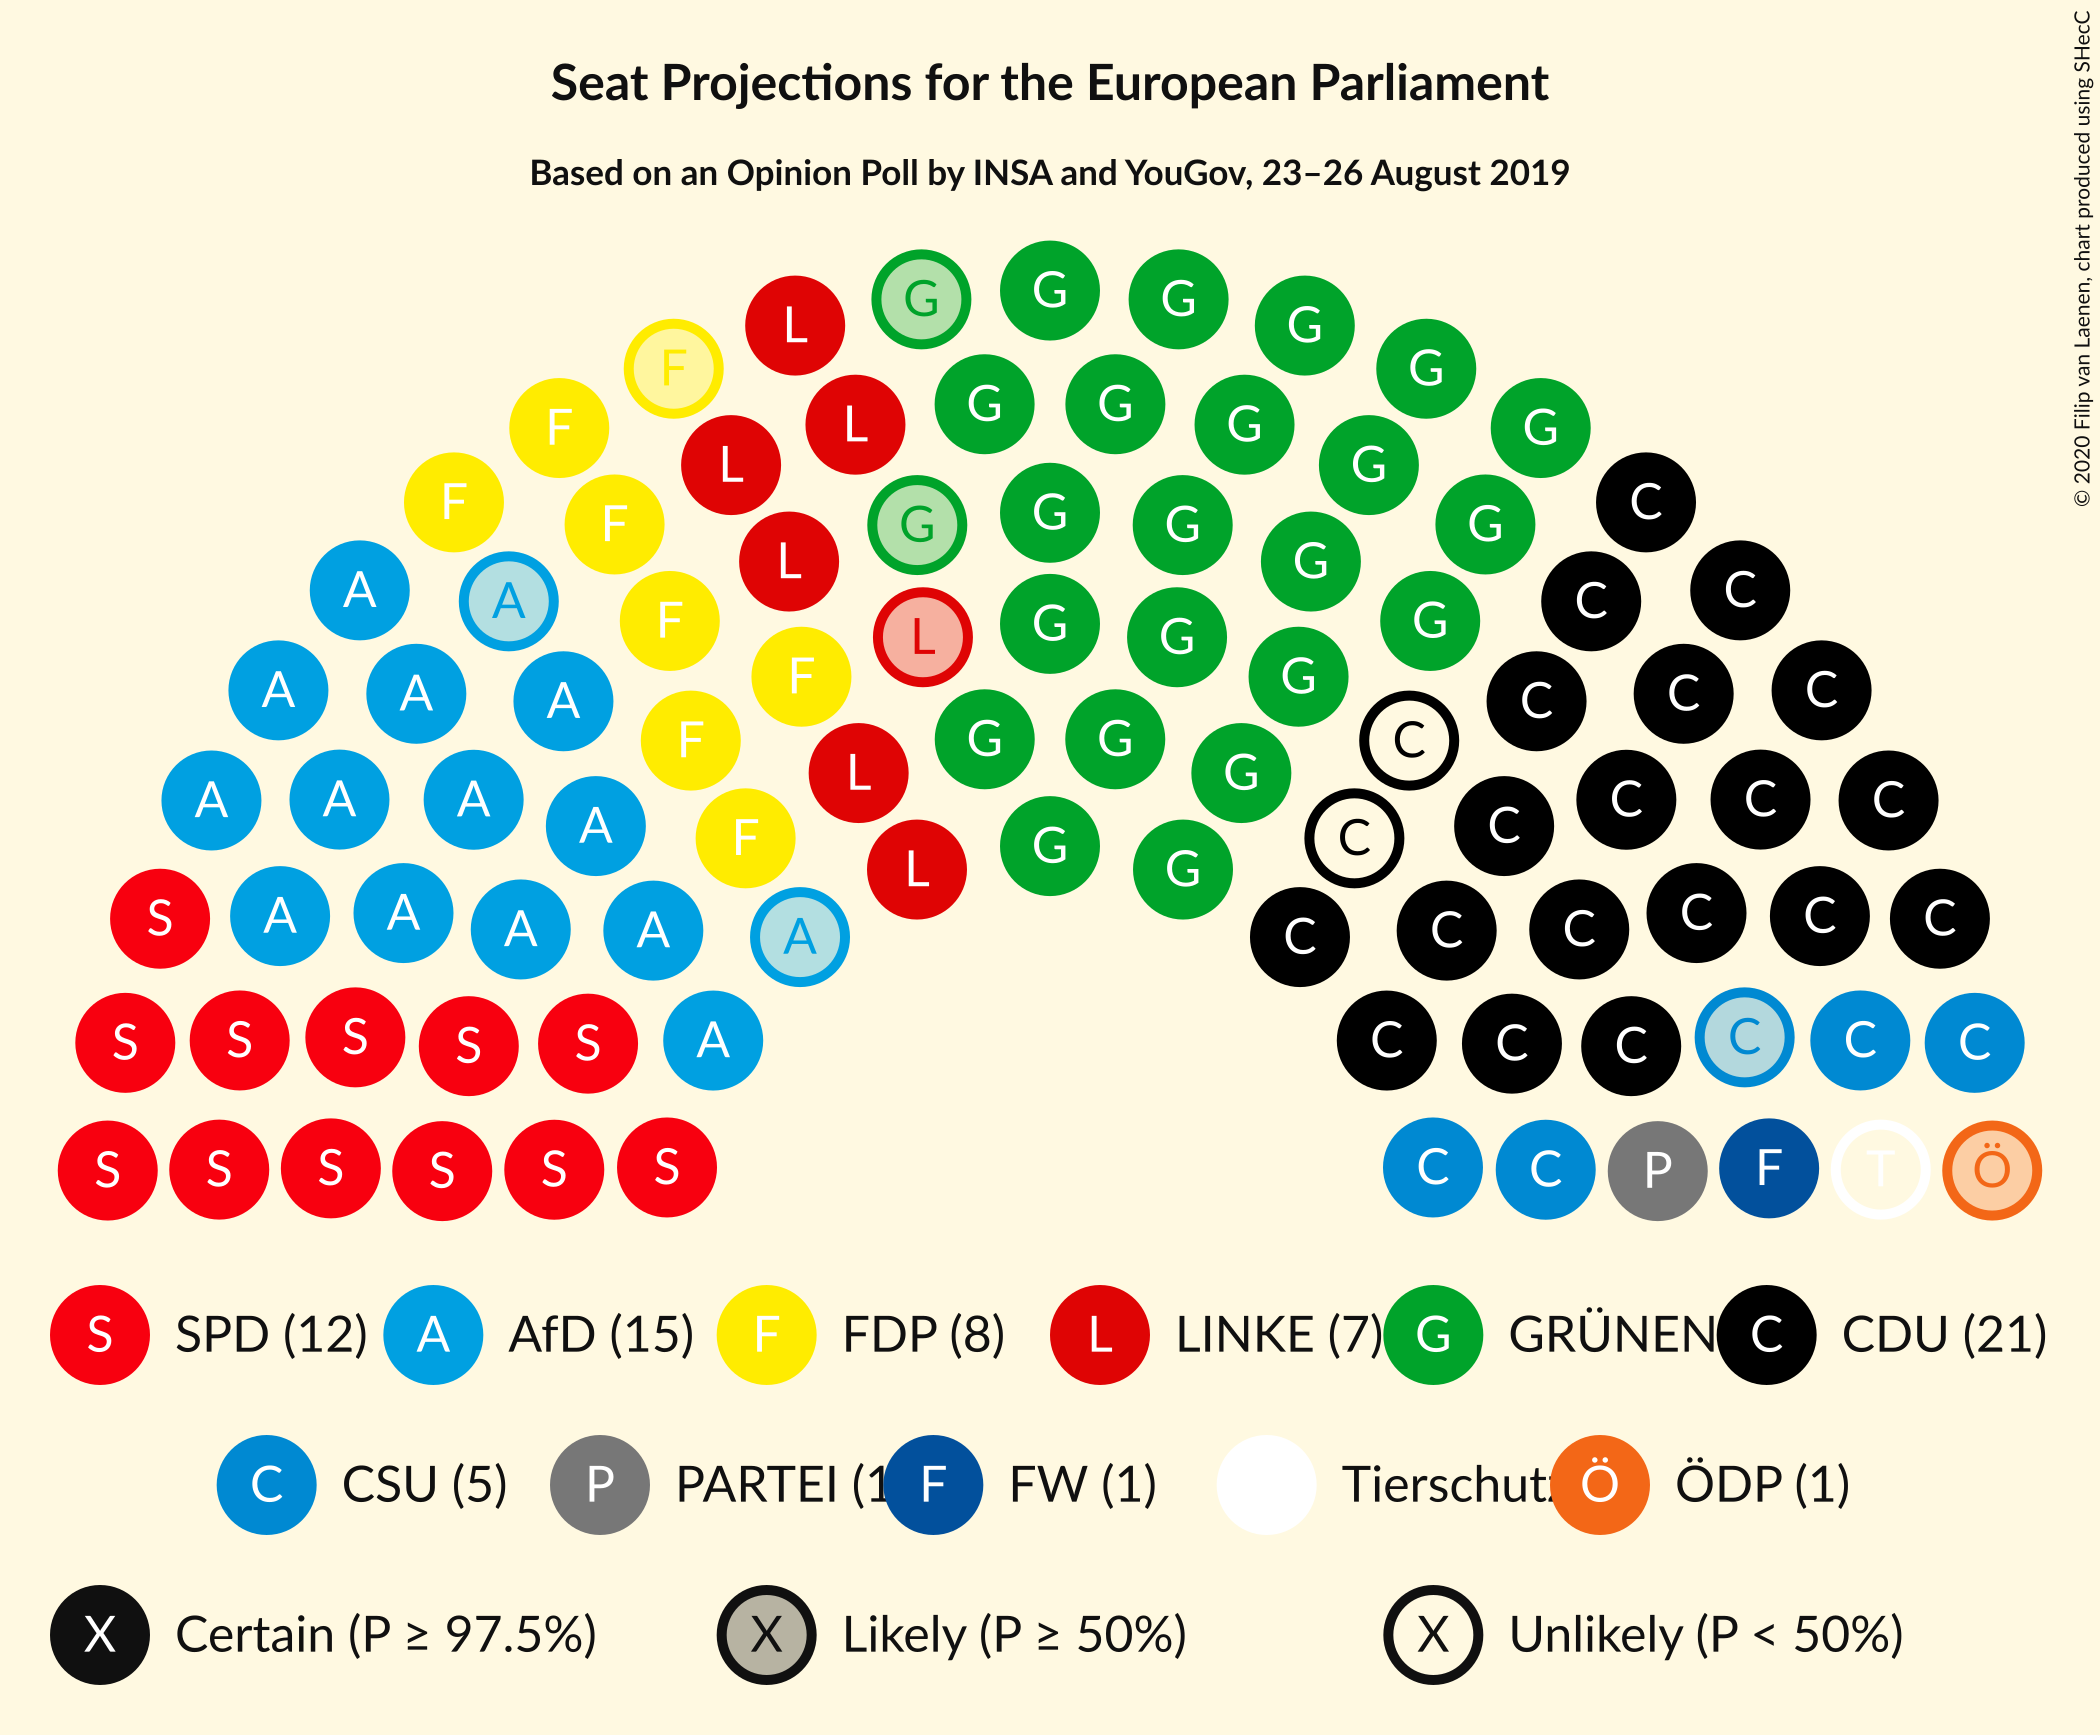 Seat Projections for the European Parliament
Based on an Opinion Poll by INSA and YouGov, 23–26 August 2019
© 2020 Filip van Laenen, chart produced using SHecC
G G G G
L G
F G
F L G G G G
F L G G
F G G G G C
A A F L G G C
L G G G C
A A A F G C C C
A A A F L G G G C C C C
A F G G C C
S A A A A A L G C C C C C C
S S S S S A C C C C C C
S S S S S S C C P F T Ö
S SPD (12) A AfD (15) F FDP (8) L LINKE (7) G GRÜNEN C CDU (21)
C CSU (5) P PARTEI (1 F FW (1) Tierschutz Ö ÖDP (1)
X Certain (P ≥ 97.5%) X Likely (P ≥ 50%) X Unlikely (P < 50%)